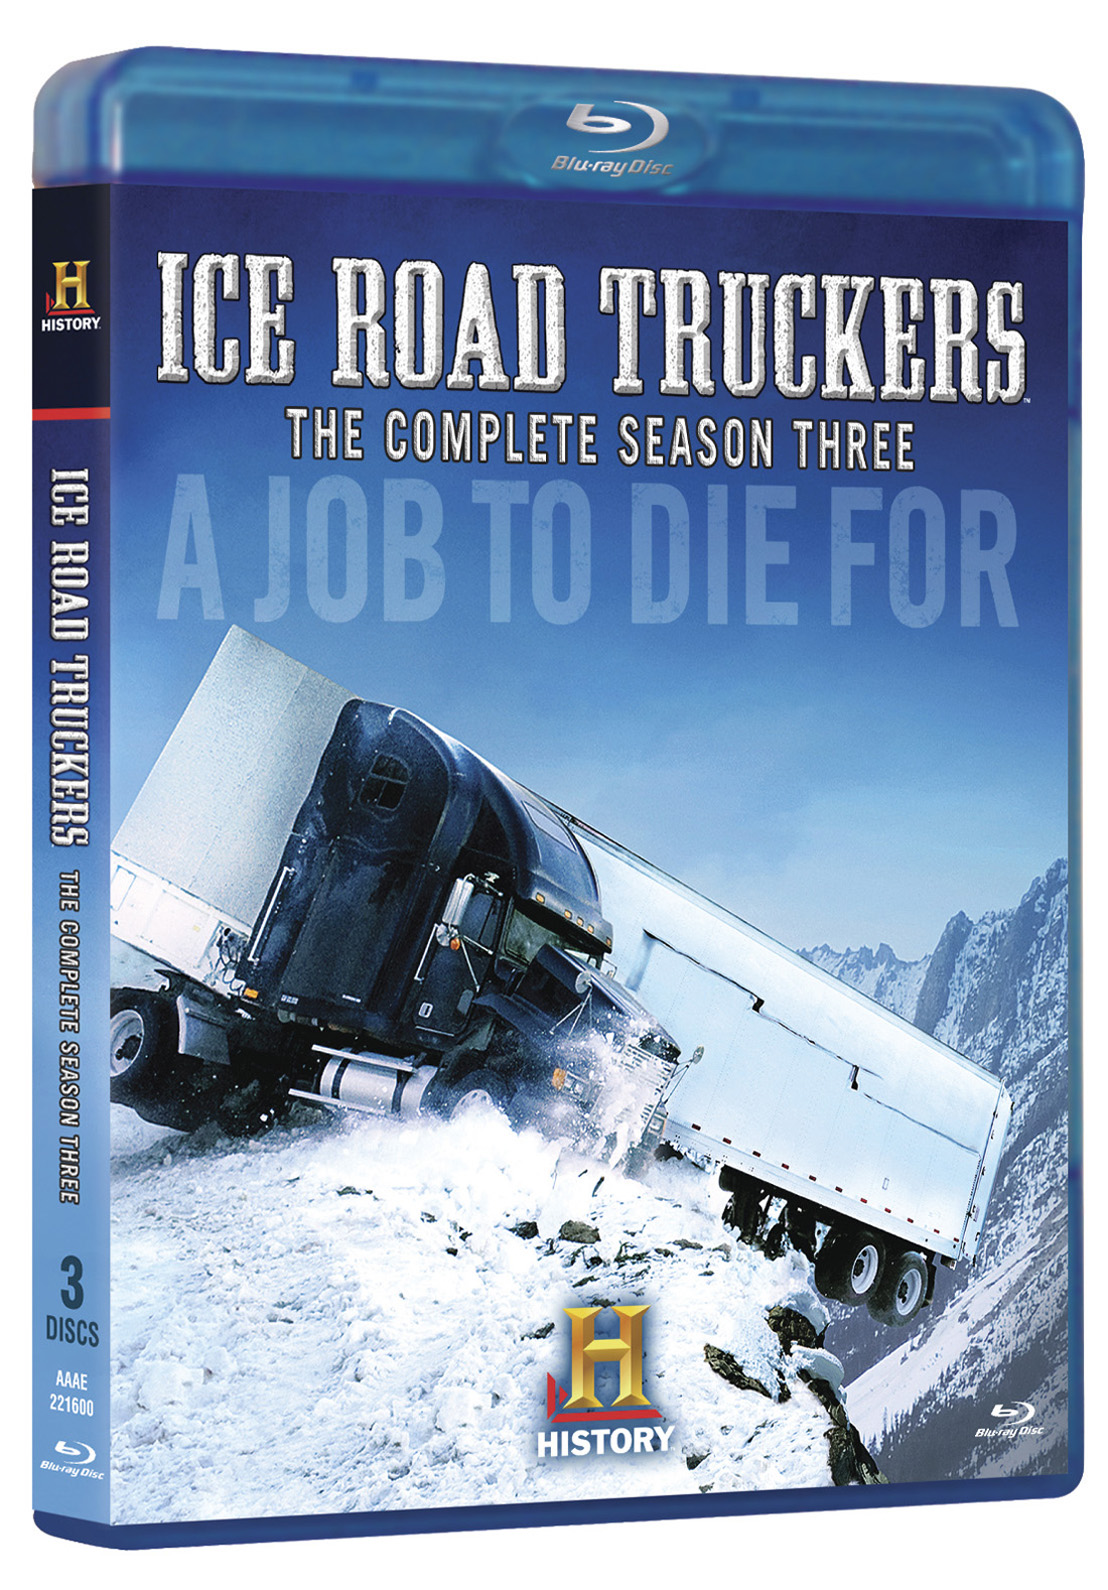 Blu-ray Disc
ICE ROAD TRUCKERS™
THE COMPLETE SEASON THREE
A JOB TO DIE FOR
H
HISTORY
Blu-ray Disc
H
HISTORY
ICE ROAD TRUCKERS
THE COMPLETE SEASON THREE
3
DISCS
AAAE
221600
Blu-ray Disc